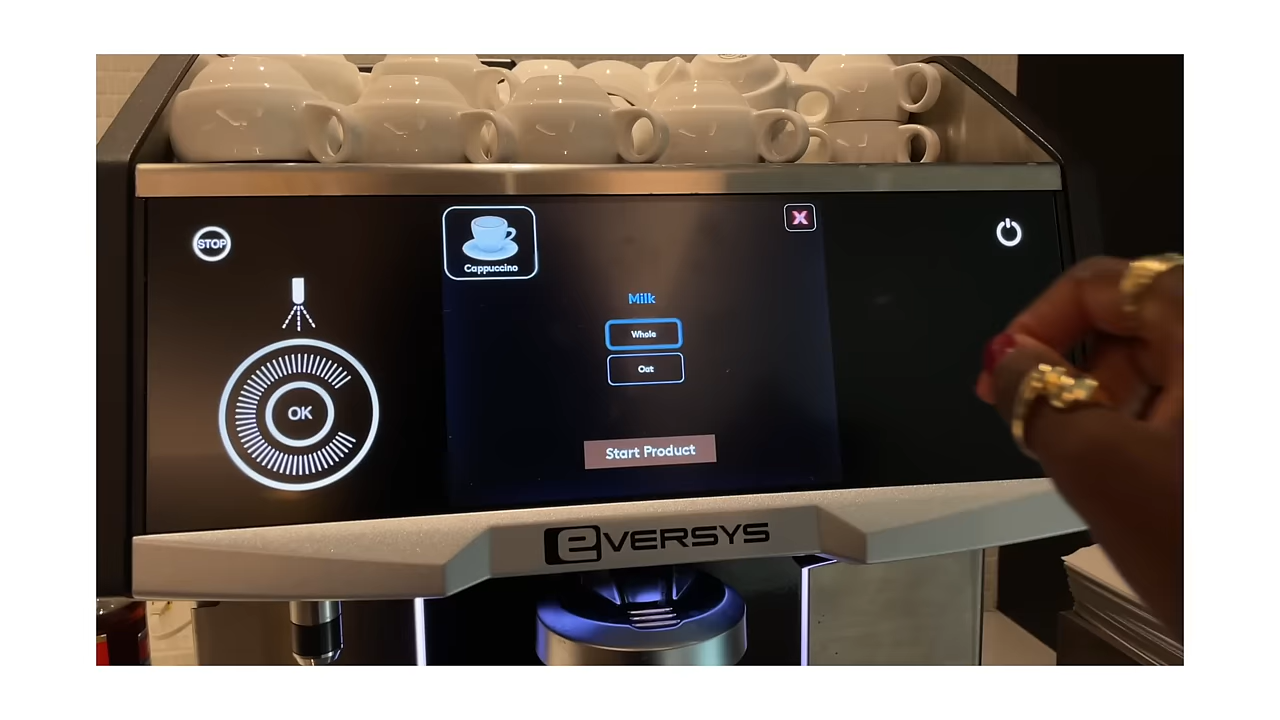 STOP
Cappuccino
X
Milk
Whole
Oat
OK
Start Product
eVERSYS